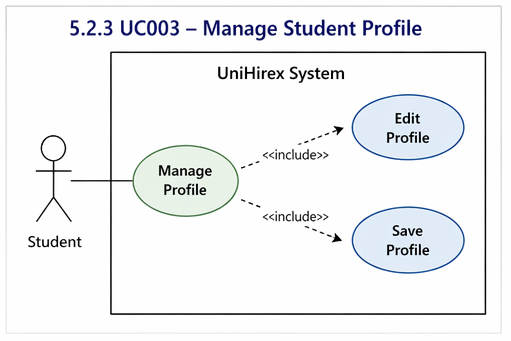 5.2.3 UC003 – Manage Student Profile
UniHirex System
Edit
Profile
<<include>>
Manage
Profile
<<include>>
Student
Save
Profile